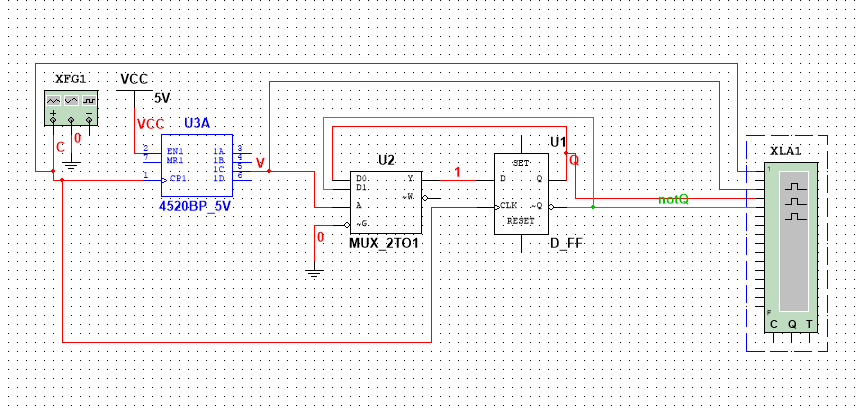 XFG1
VCC
5V
VCC
0
C
U3A
2
7
1
EN1
MR1
CP1
1A
1B
1C
1D
3
4
5
6
4520BP_5V
V
U2
D0
D1
A
~G
Y
~W
MUX_2TO1
0
1
U1
SET
D
Q
CLK
~Q
RESET
D_FF
Q
notQ
XLA1
1
F
C Q T